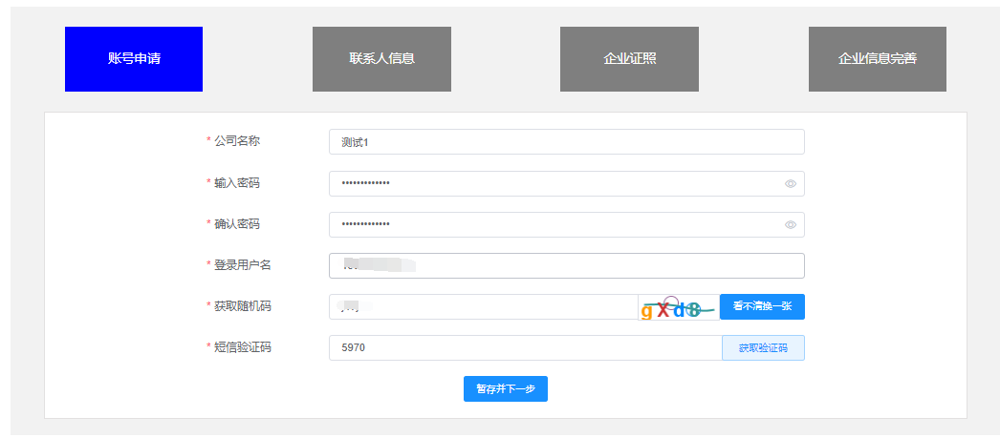 账号申请 联系人信息 企业证照 企业信息完善
* 公司名称 测试1
* 输入密码 •••••••••••••
* 确认密码 •••••••••••••
* 登录用户名
* 获取随机码 gXd8 看不清换一张
* 短信验证码 5970 获取验证码
暂存并下一步